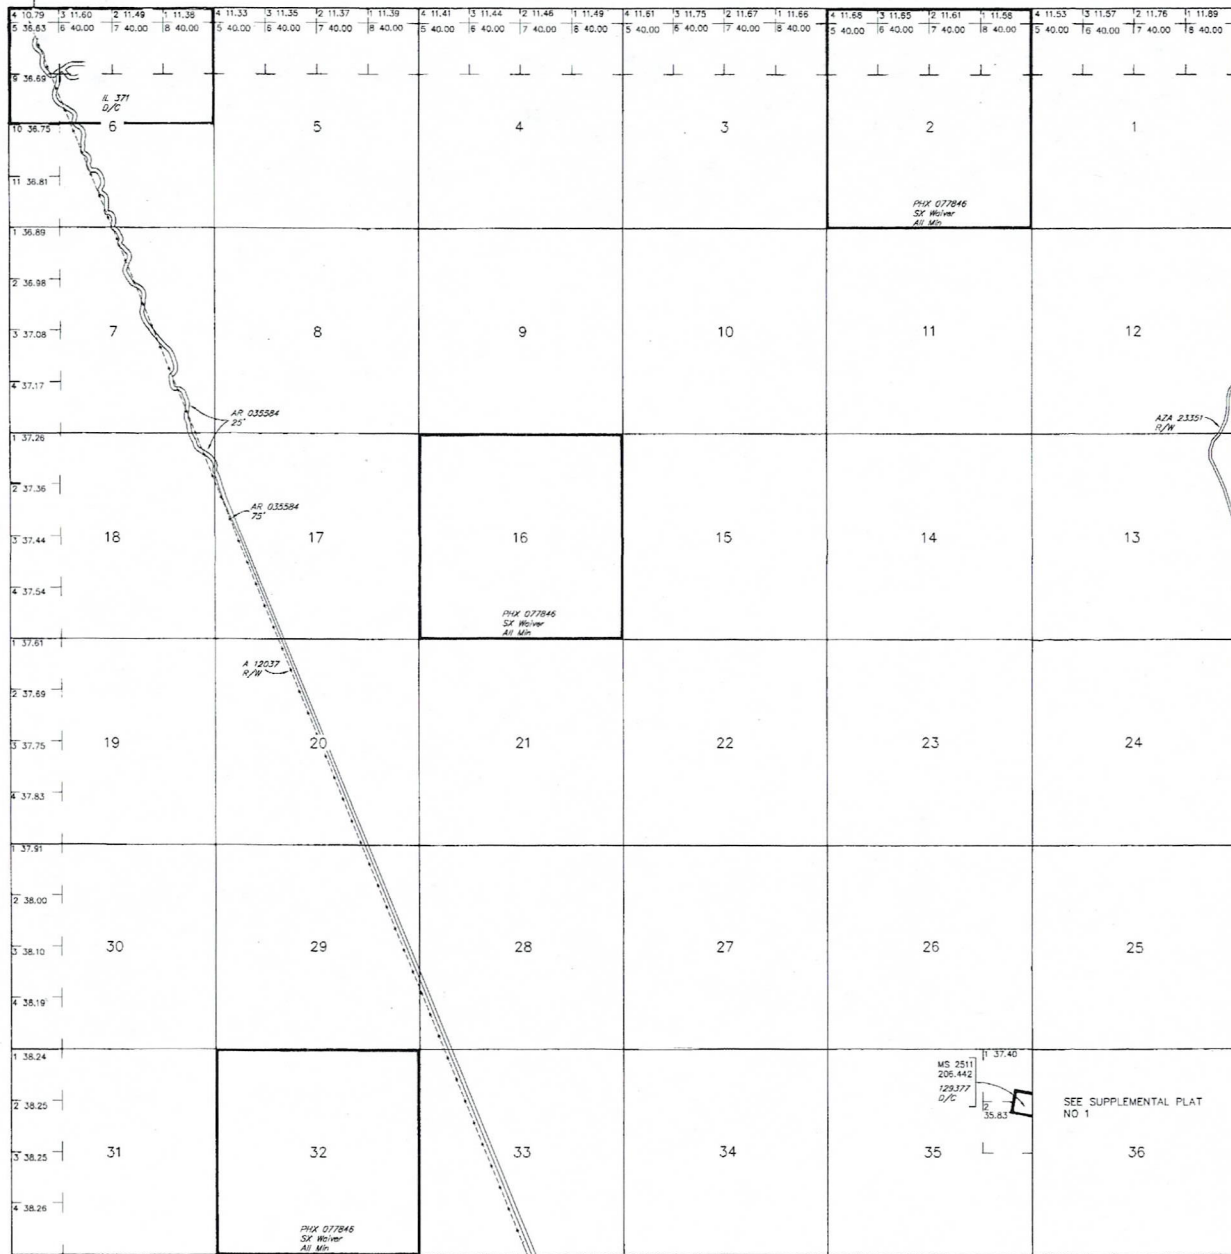 4 10.79 3 11.60 2 11.49 1 11.36 4 11.33 3 11.35 2 11.37 1 11.39 4 11.41 3 11.44 2 11.46 1 11.49 4 11.61 3 11.75 2 11.67 1 11.66 4 11.68 3 11.65 2 11.61 1 11.58 4 11.53 3 11.57 2 11.76 1 11.89
5 36.63 6 40.00 7 40.00 8 40.00 5 40.00 6 40.00 7 40.00 8 40.00 5 40.00 6 40.00 7 40.00 8 40.00 5 40.00 6 40.00 7 40.00 8 40.00 5 40.00 6 40.00 7 40.00 8 40.00 5 40.00 6 40.00 7 40.00 8 40.00
9 36.69
IL 371
D/C
10 36.75
6 5 4 3 2 1
11 36.81
PHX 077846
SX Waiver
All Min
1 36.89
2 36.98
3 37.08
7 8 9 10 11 12
4 37.17
AR 035584
25'
AZA 23351
R/W
1 37.26
2 37.36
AR 035584
75'
3 37.44
18 17 16 15 14 13
4 37.54
PHX 077846
SX Waiver
All Min
1 37.61
A 12037
R/W
2 37.69
3 37.75
19 20 21 22 23 24
4 37.83
1 37.91
2 38.00
3 38.10
30 29 28 27 26 25
4 38.19
1 38.24
1 37.40
MS 2511
206.442
129377
D/C
2 38.25
2
35.83
SEE SUPPLEMENTAL PLAT
NO 1
3 38.25
31 32 33 34 35 36
4 38.26
PHX 077846
SX Waiver
All Min